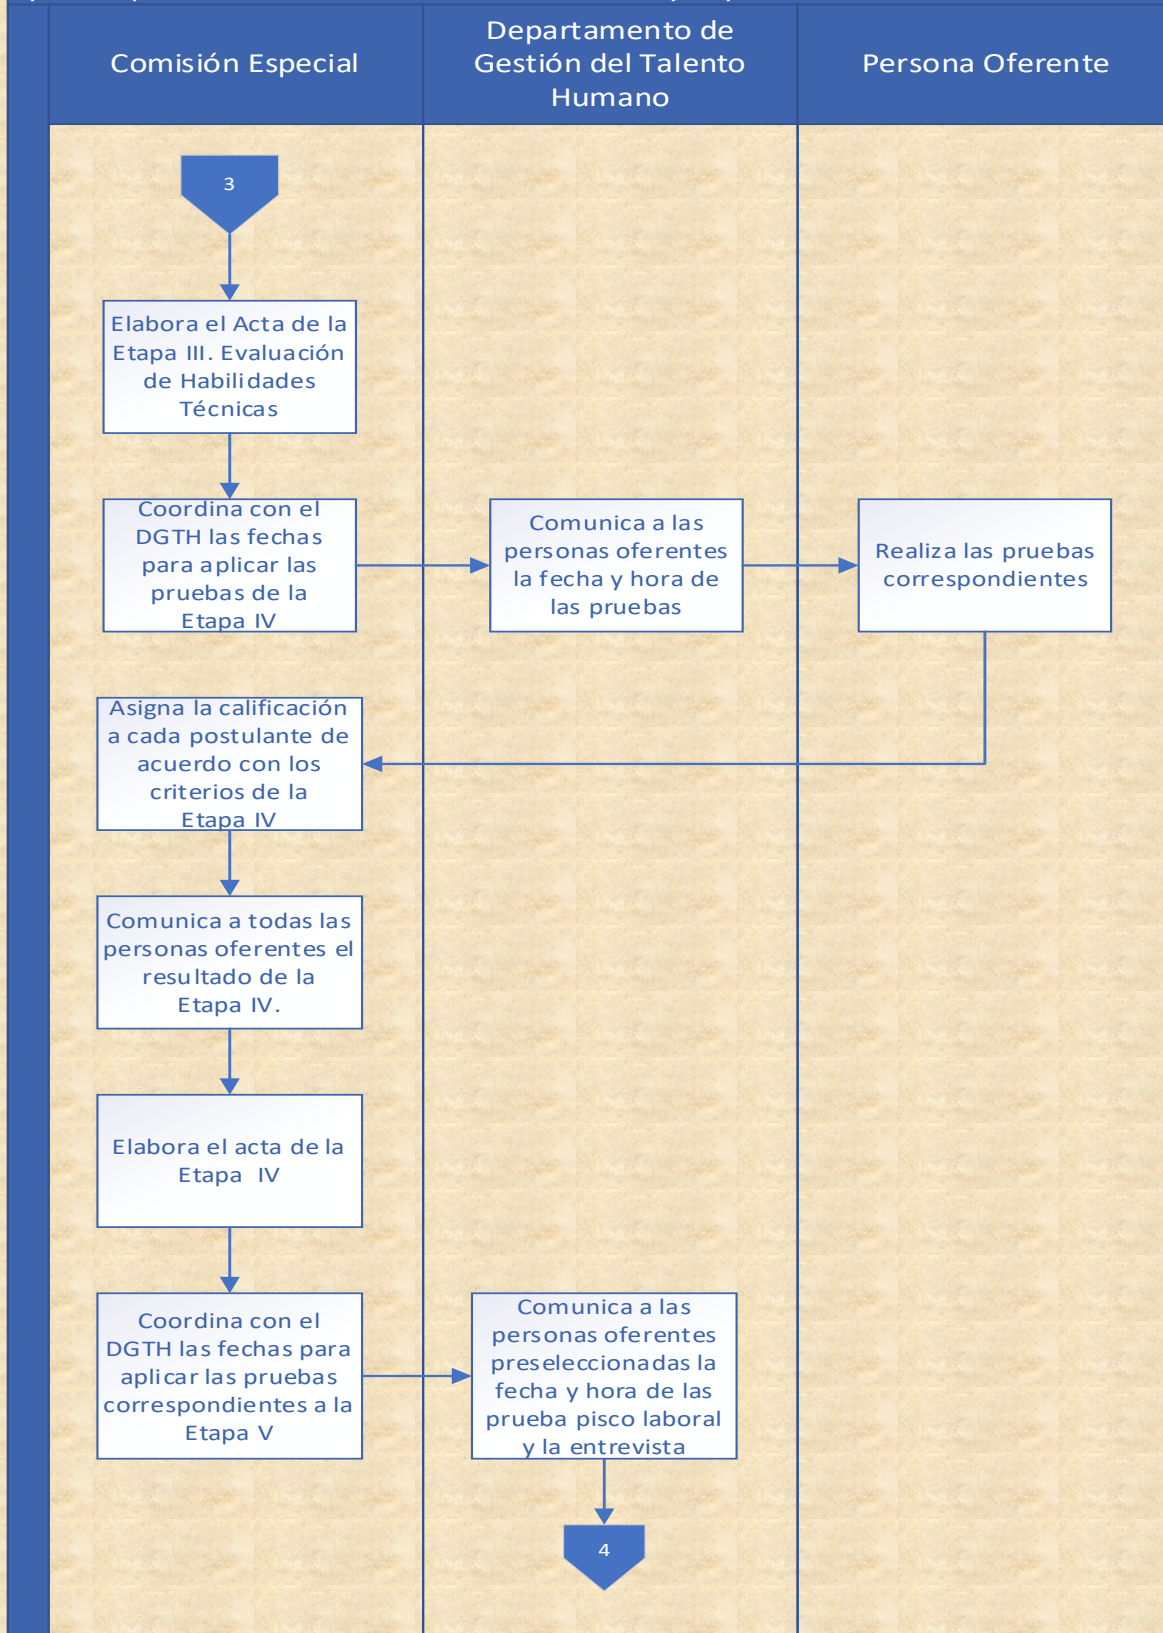 Comisión Especial
Departamento de
Gestión del Talento
Humano
Persona Oferente
3
Elabora el Acta de la
Etapa III. Evaluación
de Habilidades
Técnicas
Coordina con el
DGTH las fechas
para aplicar las
pruebas de la
Etapa IV
Comunica a las
personas oferentes
la fecha y hora de
las pruebas
Realiza las pruebas
correspondientes
Asigna la calificación
a cada postulante de
acuerdo con los
criterios de la
Etapa IV
Comunica a todas las
personas oferentes el
resultado de la
Etapa IV.
Elabora el acta de la
Etapa IV
Coordina con el
DGTH las fechas para
aplicar las pruebas
correspondientes a la
Etapa V
Comunica a las
personas oferentes
preseleccionadas la
fecha y hora de las
prueba pisco laboral
y la entrevista
4